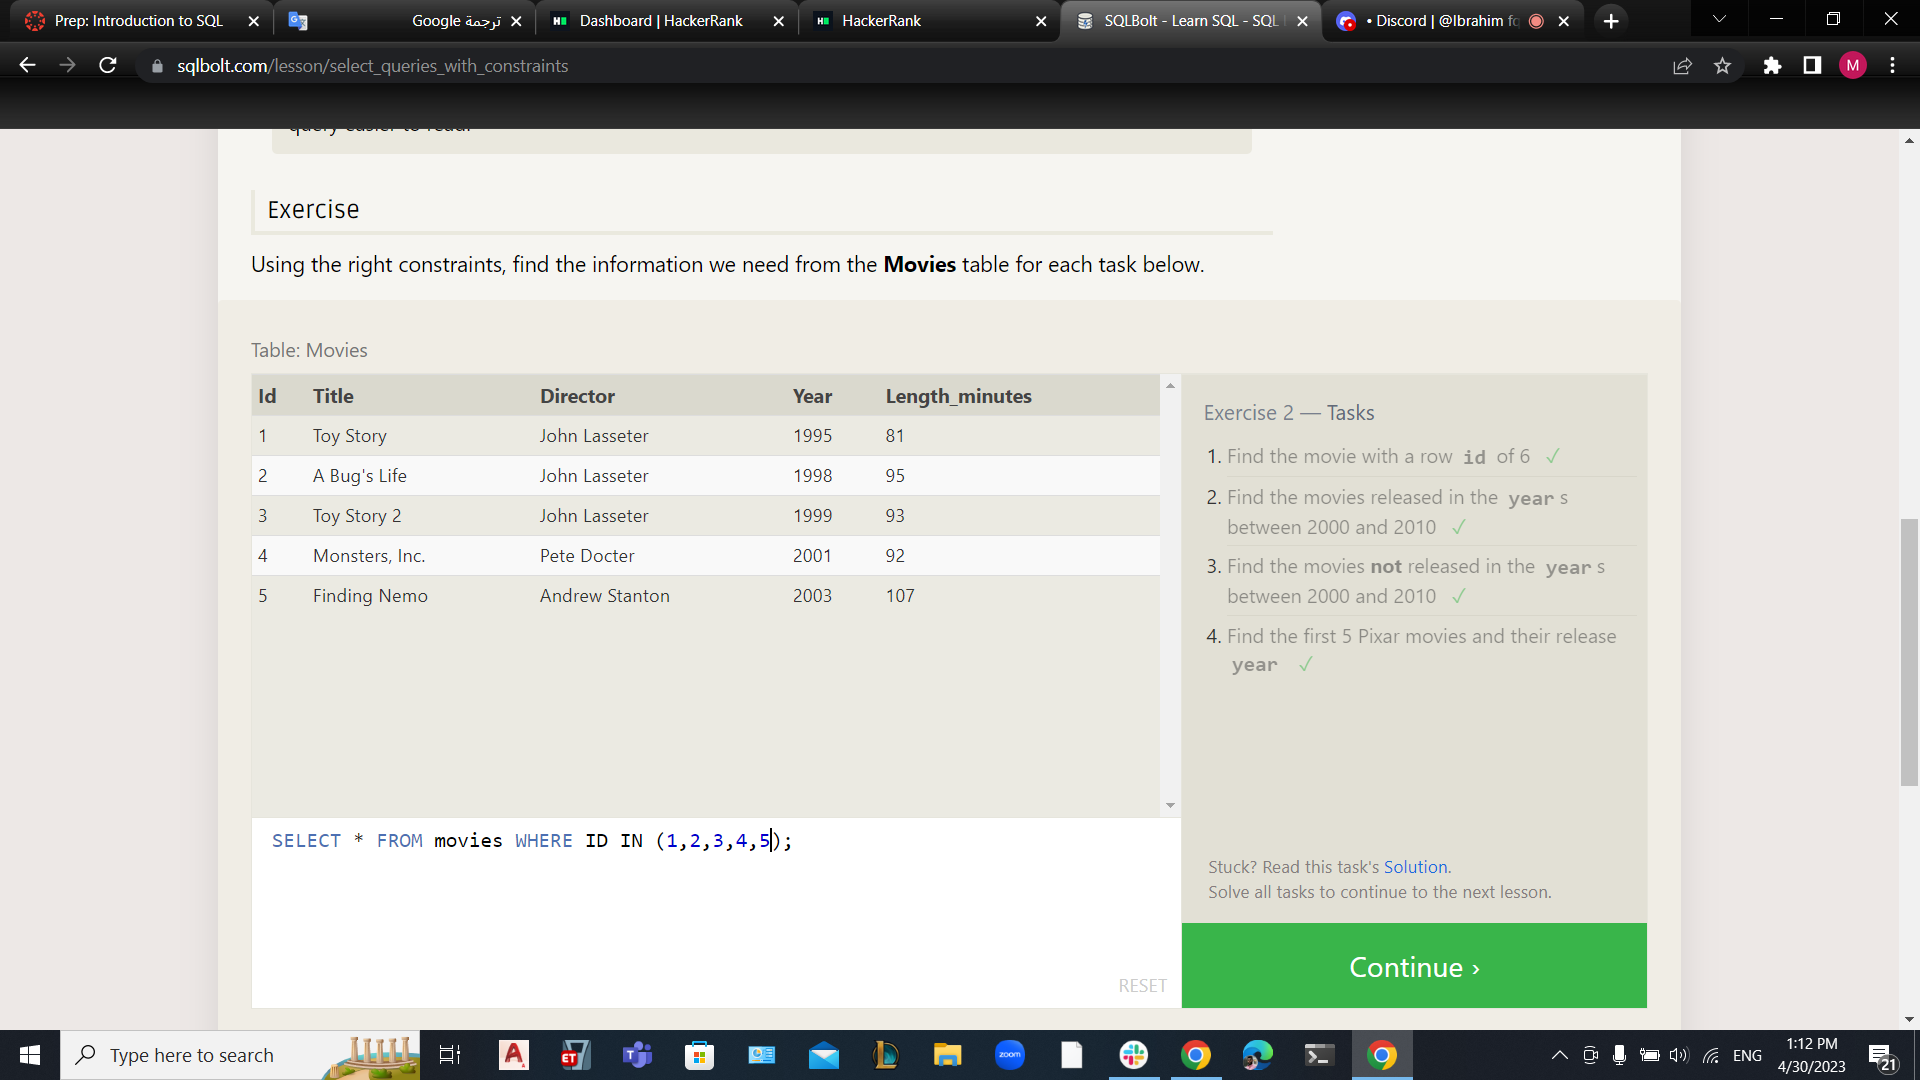 Prep: Introduction to SQL
ترجمة Google
Dashboard | HackerRank
HackerRank
SQLBolt - Learn SQL - SQL
• Discord | @Ibrahim
sqlbolt.com/lesson/select_queries_with_constraints
M
query easier to read.
Exercise
Using the right constraints, find the information we need from the Movies table for each task below.
Table: Movies
Id Title Director Year Length_minutes
1 Toy Story John Lasseter 1995 81
2 A Bug's Life John Lasseter 1998 95
3 Toy Story 2 John Lasseter 1999 93
4 Monsters, Inc. Pete Docter 2001 92
5 Finding Nemo Andrew Stanton 2003 107
SELECT * FROM movies WHERE ID IN (1,2,3,4,5);
RESET
Exercise 2 — Tasks
1. Find the movie with a row id of 6 ✓
2. Find the movies released in the year s
between 2000 and 2010 ✓
3. Find the movies not released in the year s
between 2000 and 2010 ✓
4. Find the first 5 Pixar movies and their release
year ✓
Stuck? Read this task's Solution.
Solve all tasks to continue to the next lesson.
Continue ›
Type here to search
zoom
ENG
1:12 PM
4/30/2023
21